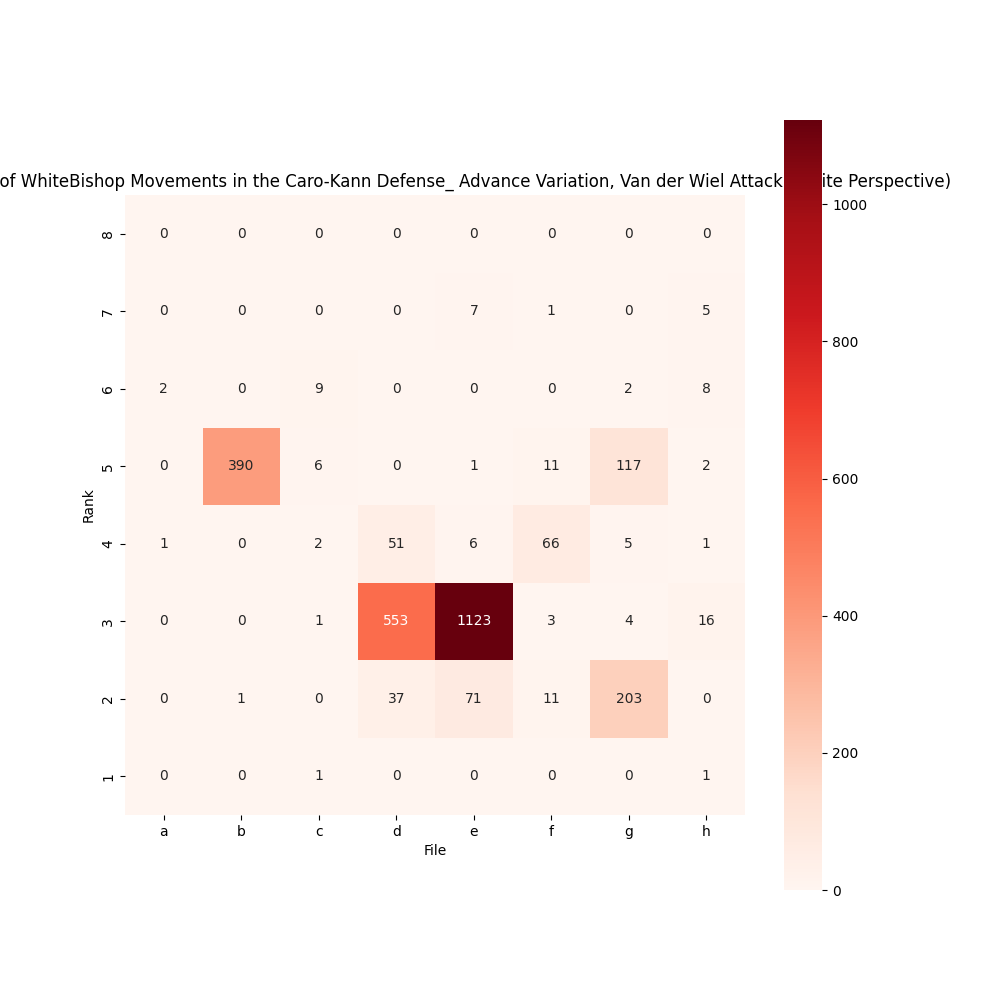 of WhiteBishop Movements in the Caro-Kann Defense_ Advance Variation, Van der Wiel Attack ite Perspective)
8 0 0 0 0 0 0 0 0
7 0 0 0 0 7 1 0 5
6 2 0 9 0 0 0 2 8
5 0 390 6 0 1 11 117 2
4 1 0 2 51 6 66 5 1
3 0 0 1 553 1123 3 4 16
2 0 1 0 37 71 11 203 0
1 0 0 1 0 0 0 0 1
a b c d e f g h
Rank
File
1000
800
600
400
200
0